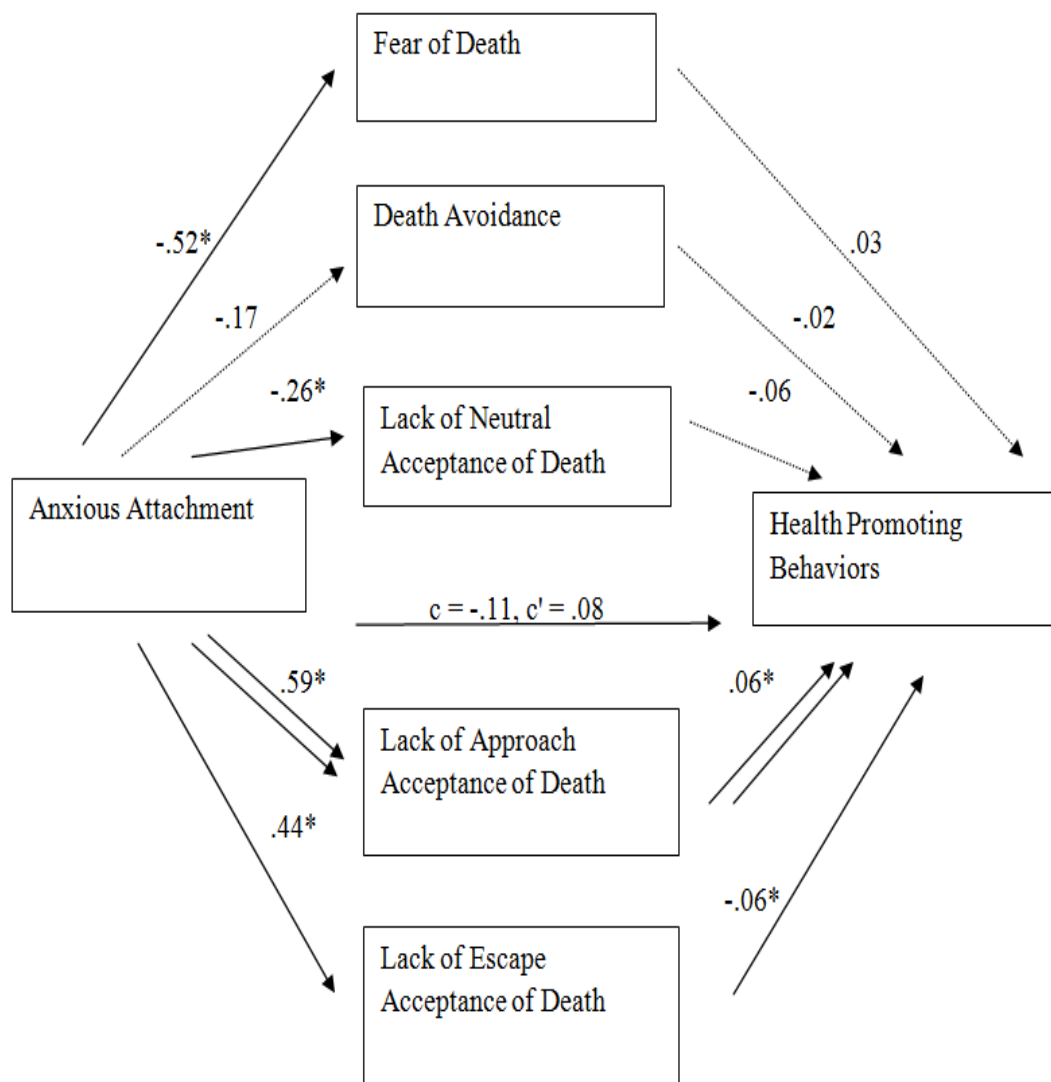 Fear of Death
-.52*
.03
Death Avoidance
-.17
-.02
-.26*
-.06
Lack of Neutral
Acceptance of Death
Anxious Attachment
Health Promoting
Behaviors
c = -.11, c' = .08
.59*
.06*
Lack of Approach
Acceptance of Death
.44*
-.06*
Lack of Escape
Acceptance of Death